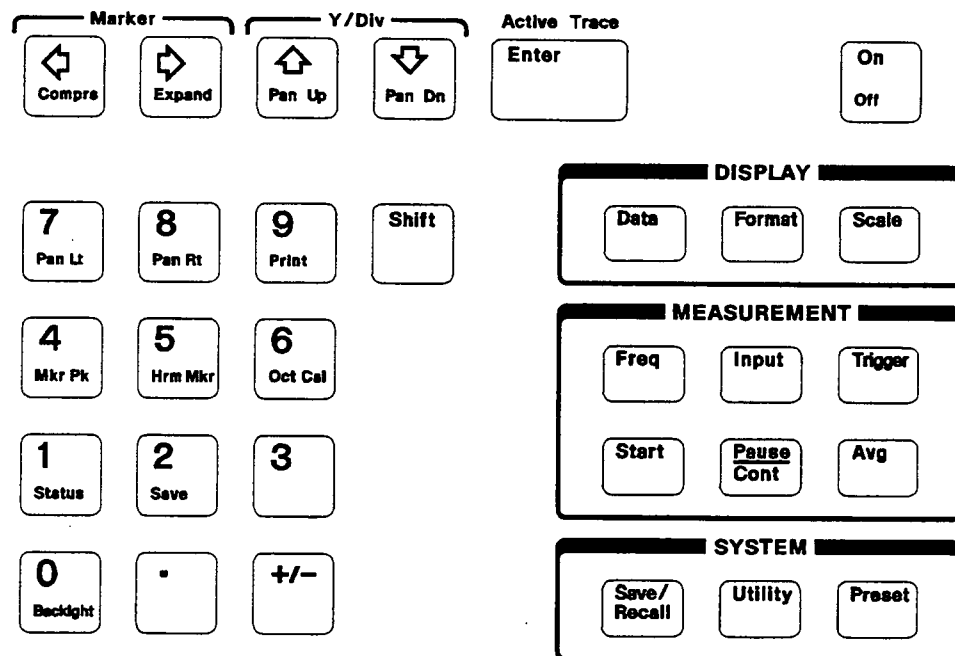 Marker
Y/Div
Active Trace
Comprs
Expand
Pan Up
Pan Dn
Enter
On
Off
7
Pan Lt
8
Pan Rt
9
Print
Shift
4
Mkr Pk
5
Hrm Mkr
6
Oct Cal
1
Status
2
Save
3
0
Backlght
.
+/-
DISPLAY
Data
Format
Scale
MEASUREMENT
Freq
Input
Trigger
Start
Pause
Cont
Avg
SYSTEM
Save/
Recall
Utility
Preset